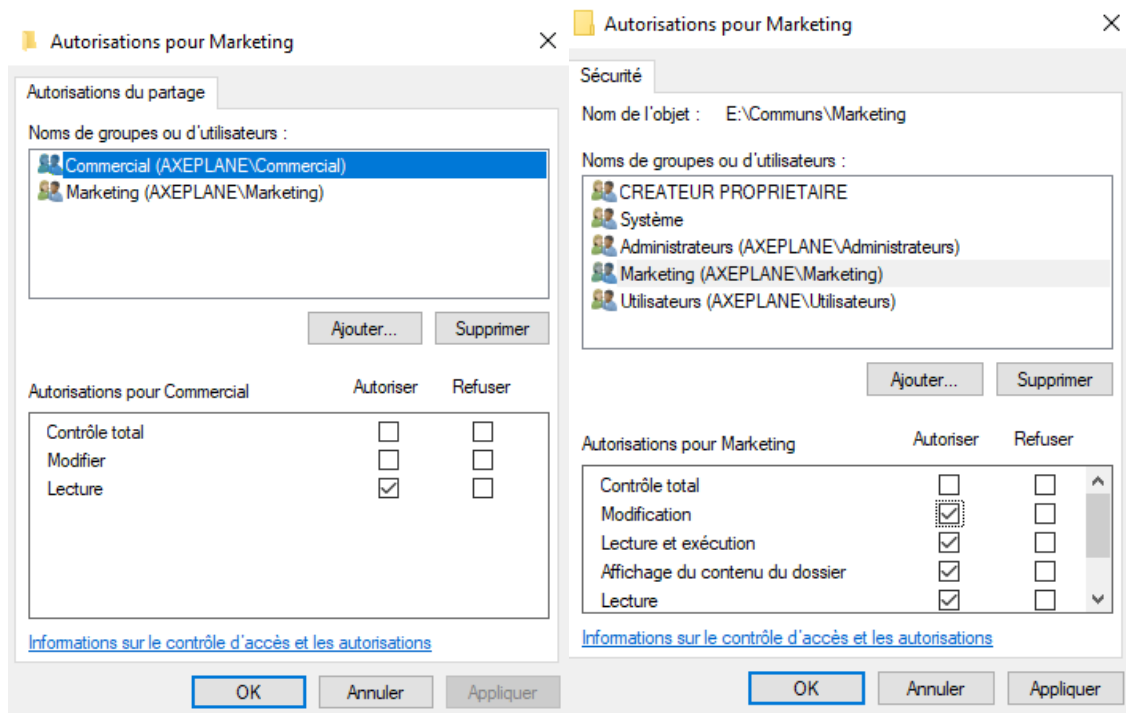 Autorisations pour Marketing
Autorisations du partage
Noms de groupes ou d'utilisateurs :
Commercial (AXEPLANE\Commercial)
Marketing (AXEPLANE\Marketing)
Ajouter... Supprimer
Autorisations pour Commercial Autoriser Refuser
Contrôle total
Modifier
Lecture
Informations sur le contrôle d'accès et les autorisations
OK Annuler Appliquer
Autorisations pour Marketing
Sécurité
Nom de l'objet : E:\Communs\Marketing
Noms de groupes ou d'utilisateurs :
CREATEUR PROPRIETAIRE
Système
Administrateurs (AXEPLANE\Administrateurs)
Marketing (AXEPLANE\Marketing)
Utilisateurs (AXEPLANE\Utilisateurs)
Ajouter... Supprimer
Autorisations pour Marketing Autoriser Refuser
Contrôle total
Modification
Lecture et exécution
Affichage du contenu du dossier
Lecture
Informations sur le contrôle d'accès et les autorisations
OK Annuler Appliquer